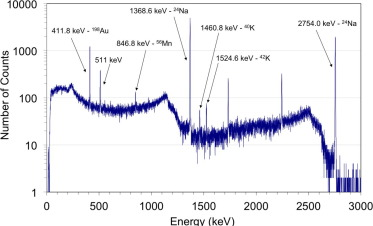 1368.6 keV - ²⁴Na
411.8 keV - ¹⁹⁸Au
1460.8 keV - ⁴⁰K
2754.0 keV - ²⁴Na
846.8 keV - ⁵⁶Mn
511 keV
1524.6 keV - ⁴²K
Number of Counts
10000
1000
100
10
1
0 500 1000 1500 2000 2500 3000
Energy (keV)